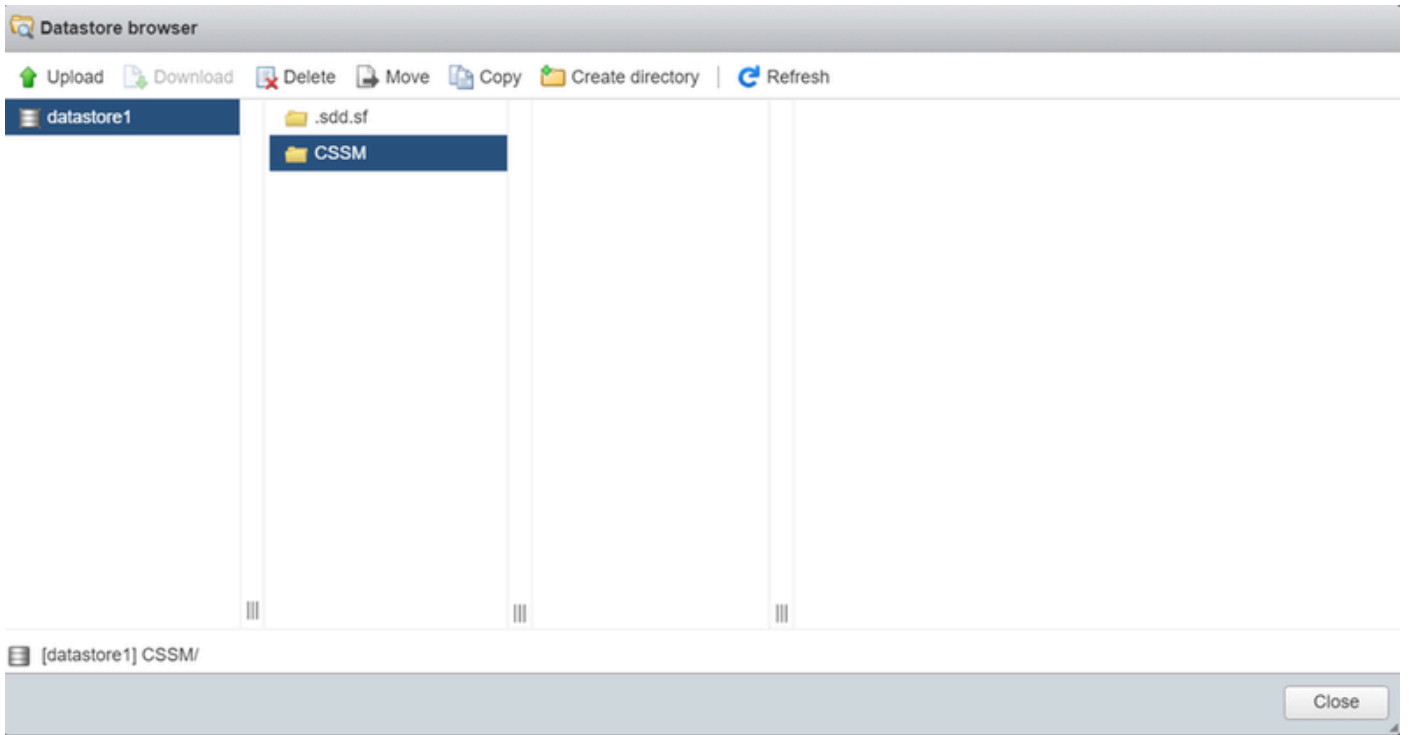 Datastore browser
Upload Download Delete Move Copy Create directory Refresh
datastore1 .sdd.sf
CSSM
[datastore1] CSSM/
Close